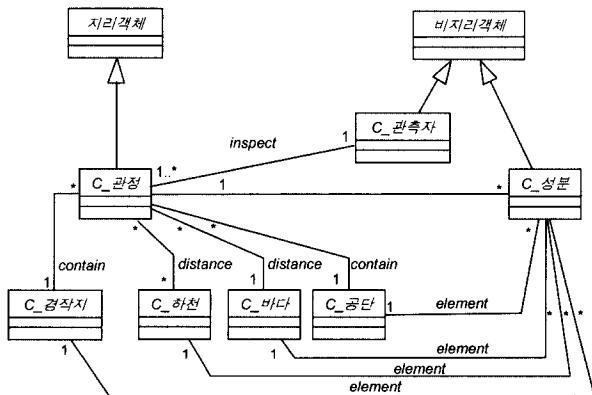 지리객체
비지리객체
C_관측자
inspect
1
1..*
C_관정
1
*
C_성분
*
*
*
*
*
contain
distance
distance
contain
1
*
1
1
C_경작지
C_하천
C_바다
C_공단
1
element
1
1
1
element
*
*
*
element
element